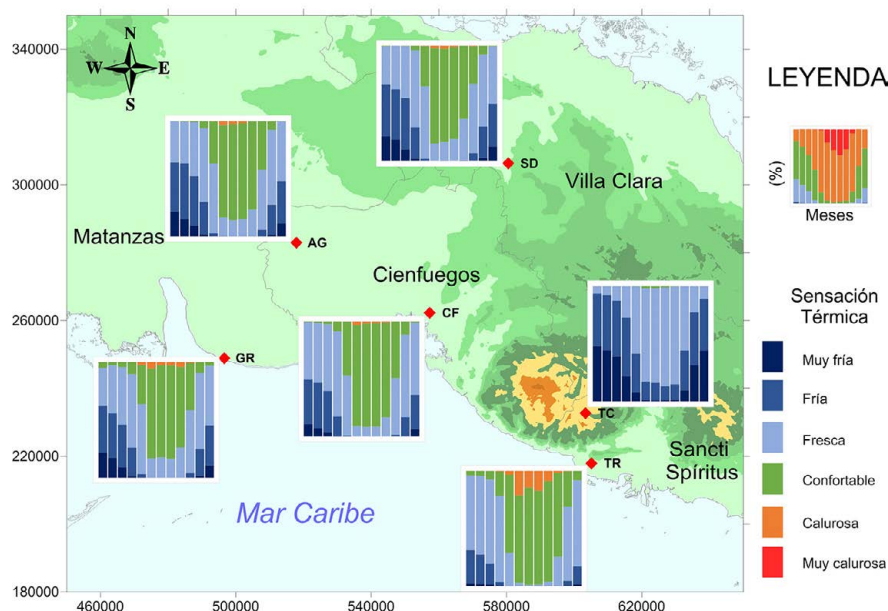 340000
300000
260000
220000
180000
460000
500000
540000
580000
620000
N
W
E
S
Matanzas
Villa Clara
Cienfuegos
Sancti
Spíritus
Mar Caribe
SD
AG
CF
GR
TC
TR
LEYENDA
(%)
Meses
Sensación
Térmica
Muy fría
Fría
Fresca
Confortable
Calurosa
Muy calurosa